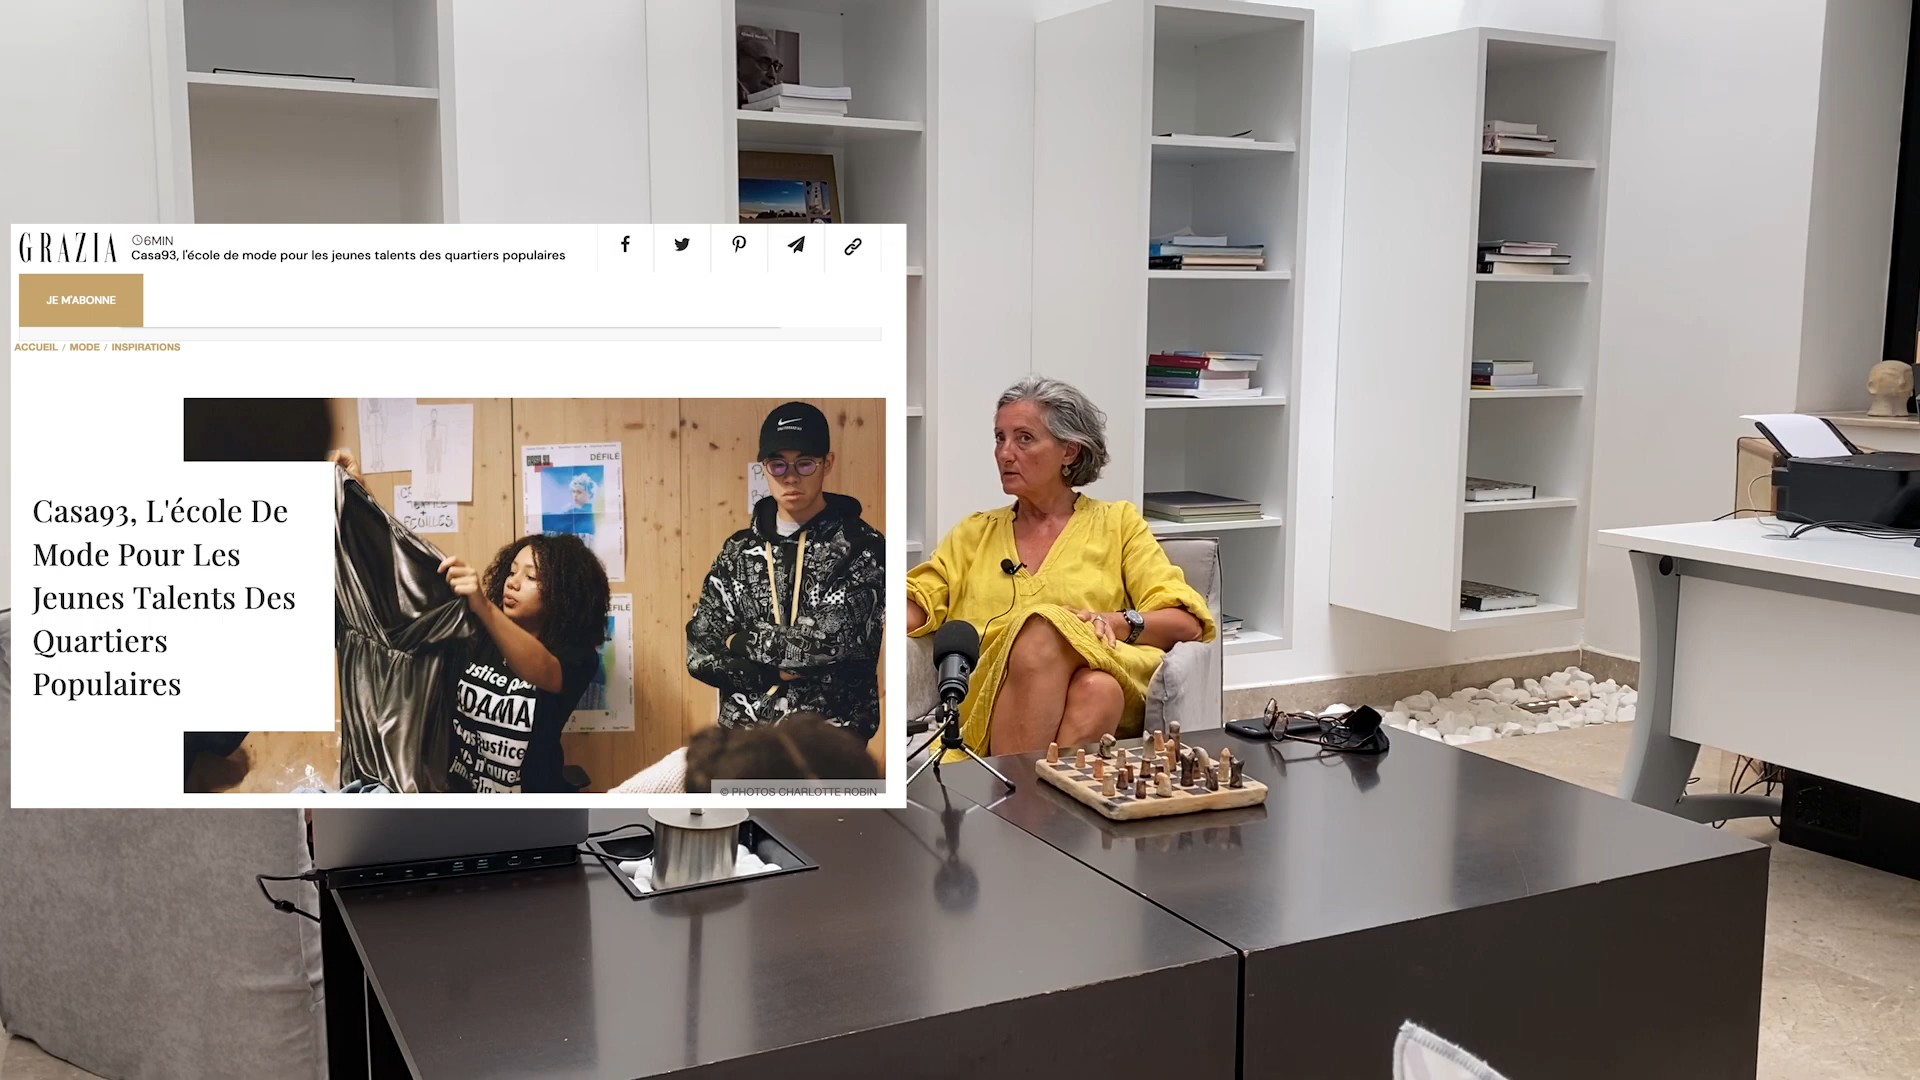 GRAZIA
6MIN
Casa93, l'école de mode pour les jeunes talents des quartiers populaires
JE M'ABONNE
ACCUEIL / MODE / INSPIRATIONS
Casa93, L'école De
Mode Pour Les
Jeunes Talents Des
Quartiers
Populaires
DÉFILÉ
FEUILLES
ADAMA
© PHOTOS CHARLOTTE ROBIN